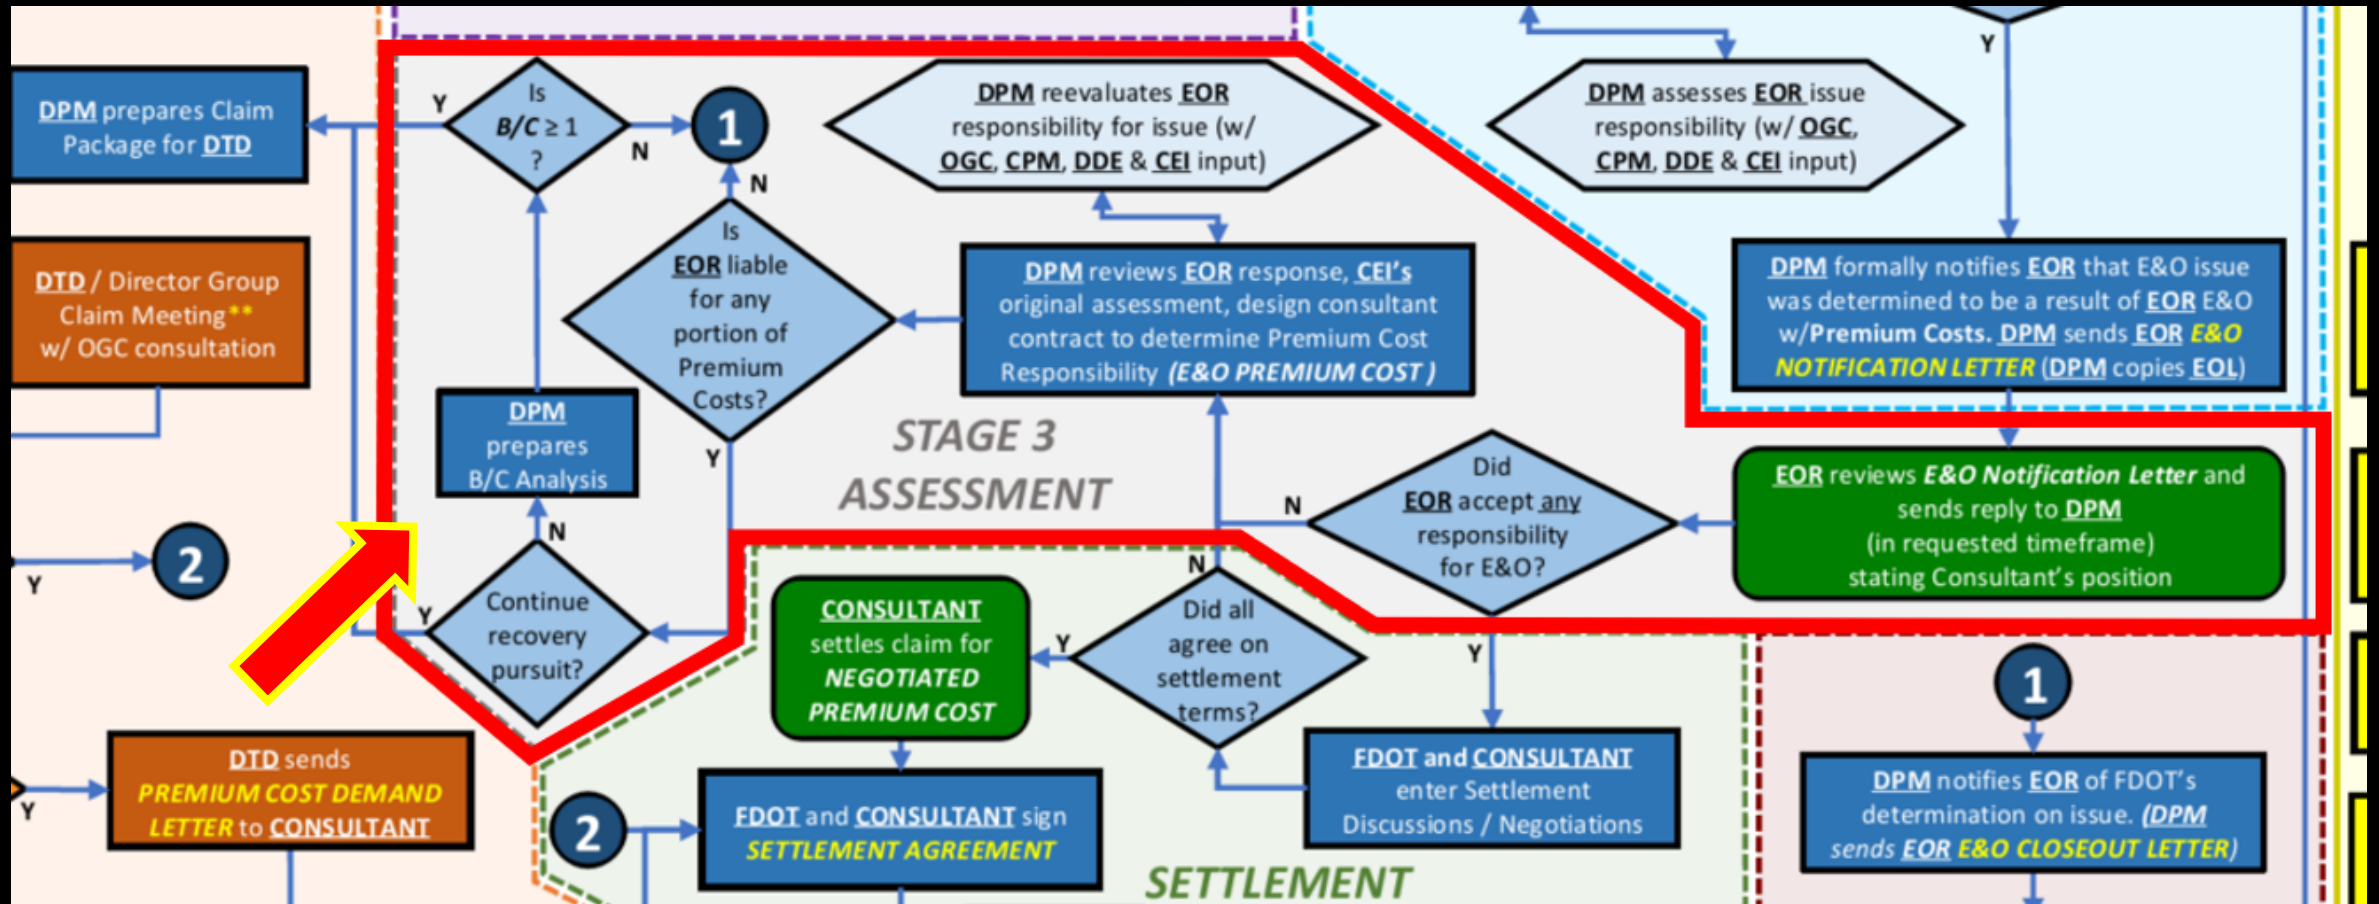 DPM prepares Claim
Package for DTD
DTD / Director Group
Claim Meeting**
w/ OGC consultation
Y
2
Y
DTD sends
PREMIUM COST DEMAND
LETTER to CONSULTANT
Y
Is
B/C ≥ 1
?
N
1
N
Is
EOR liable
for any
portion of
Premium
Costs?
Y
DPM
prepares
B/C Analysis
N
Continue
recovery
pursuit?
Y
DPM reevaluates EOR
responsibility for issue (w/
OGC, CPM, DDE & CEI input)
DPM reviews EOR response, CEI's
original assessment, design consultant
contract to determine Premium Cost
Responsibility (E&O PREMIUM COST )
STAGE 3
ASSESSMENT
N
Did
EOR accept any
responsibility
for E&O?
Y
DPM assesses EOR issue
responsibility (w/ OGC,
CPM, DDE & CEI input)
Y
DPM formally notifies EOR that E&O issue
was determined to be a result of EOR E&O
w/Premium Costs. DPM sends EOR E&O
NOTIFICATION LETTER (DPM copies EOL)
EOR reviews E&O Notification Letter and
sends reply to DPM
(in requested timeframe)
stating Consultant's position
CONSULTANT
settles claim for
NEGOTIATED
PREMIUM COST
Y
N
Did all
agree on
settlement
terms?
FDOT and CONSULTANT
enter Settlement
Discussions / Negotiations
2
FDOT and CONSULTANT sign
SETTLEMENT AGREEMENT
SETTLEMENT
1
DPM notifies EOR of FDOT's
determination on issue. (DPM
sends EOR E&O CLOSEOUT LETTER)